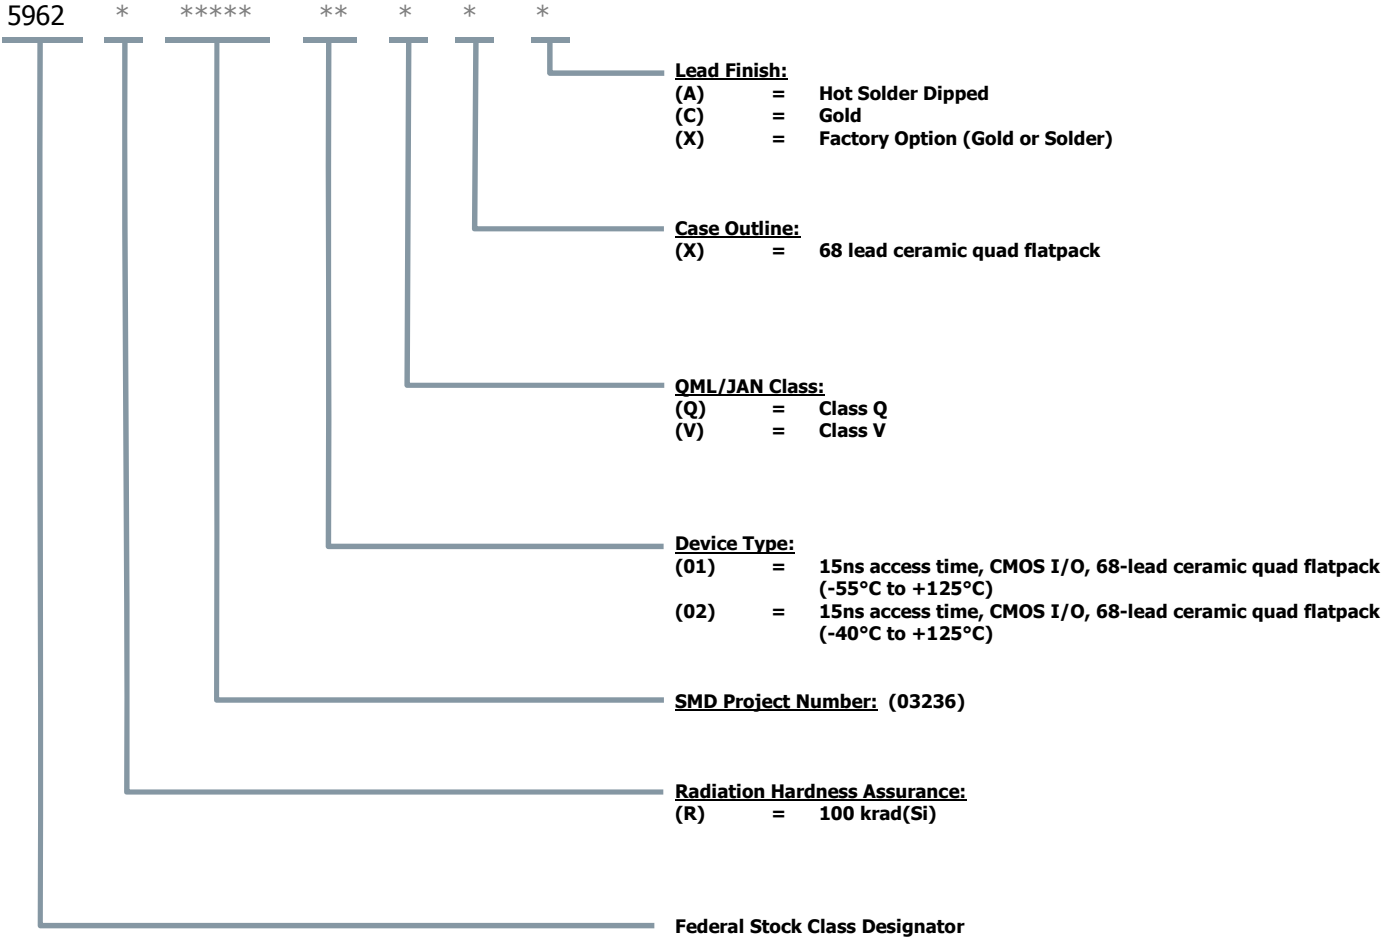 5962 * ***** ** * * *
Lead Finish:
(A) = Hot Solder Dipped
(C) = Gold
(X) = Factory Option (Gold or Solder)
Case Outline:
(X) = 68 lead ceramic quad flatpack
QML/JAN Class:
(Q) = Class Q
(V) = Class V
Device Type:
(01) = 15ns access time, CMOS I/O, 68-lead ceramic quad flatpack
(-55°C to +125°C)
(02) = 15ns access time, CMOS I/O, 68-lead ceramic quad flatpack
(-40°C to +125°C)
SMD Project Number: (03236)
Radiation Hardness Assurance:
(R) = 100 krad(Si)
Federal Stock Class Designator